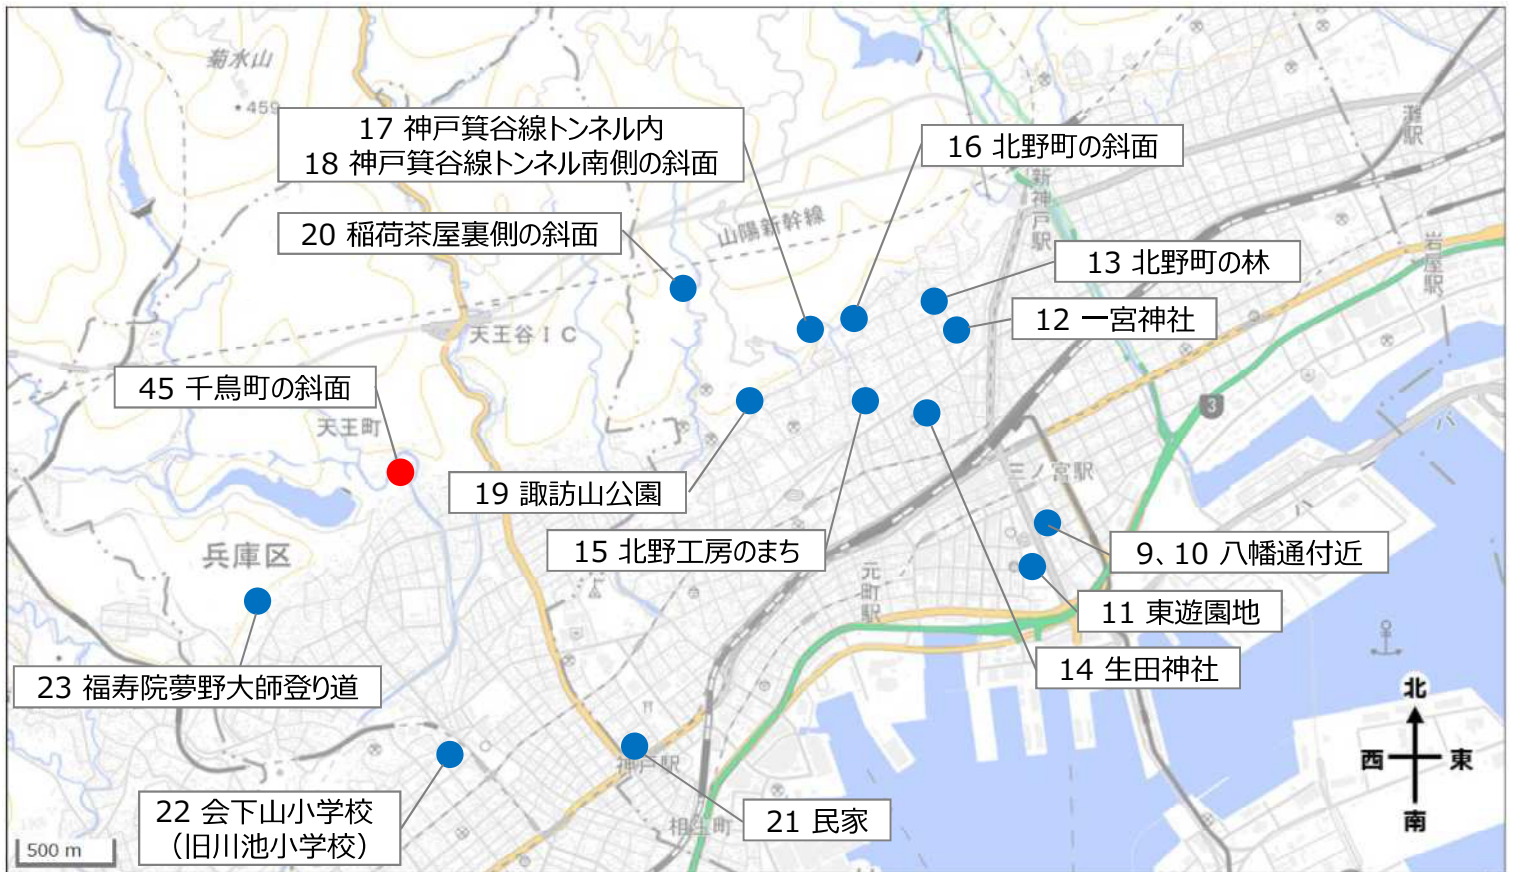 菊水山
459
17 神戸箕谷線トンネル内
18 神戸箕谷線トンネル南側の斜面
16 北野町の斜面
灘駅
新神戸駅
20 稲荷茶屋裏側の斜面
山陽新幹線
13 北野町の林
岩屋駅
12 一宮神社
天王谷IC
45 千鳥町の斜面
3
天王町
三ノ宮駅
19 諏訪山公園
15 北野工房のまち
9、10 八幡通付近
兵庫区
元町駅
11 東遊園地
14 生田神社
23 福寿院夢野大師登り道
北
西
東
南
神戸駅
22 会下山小学校
(旧川池小学校)
21 民家
相生町
500 m